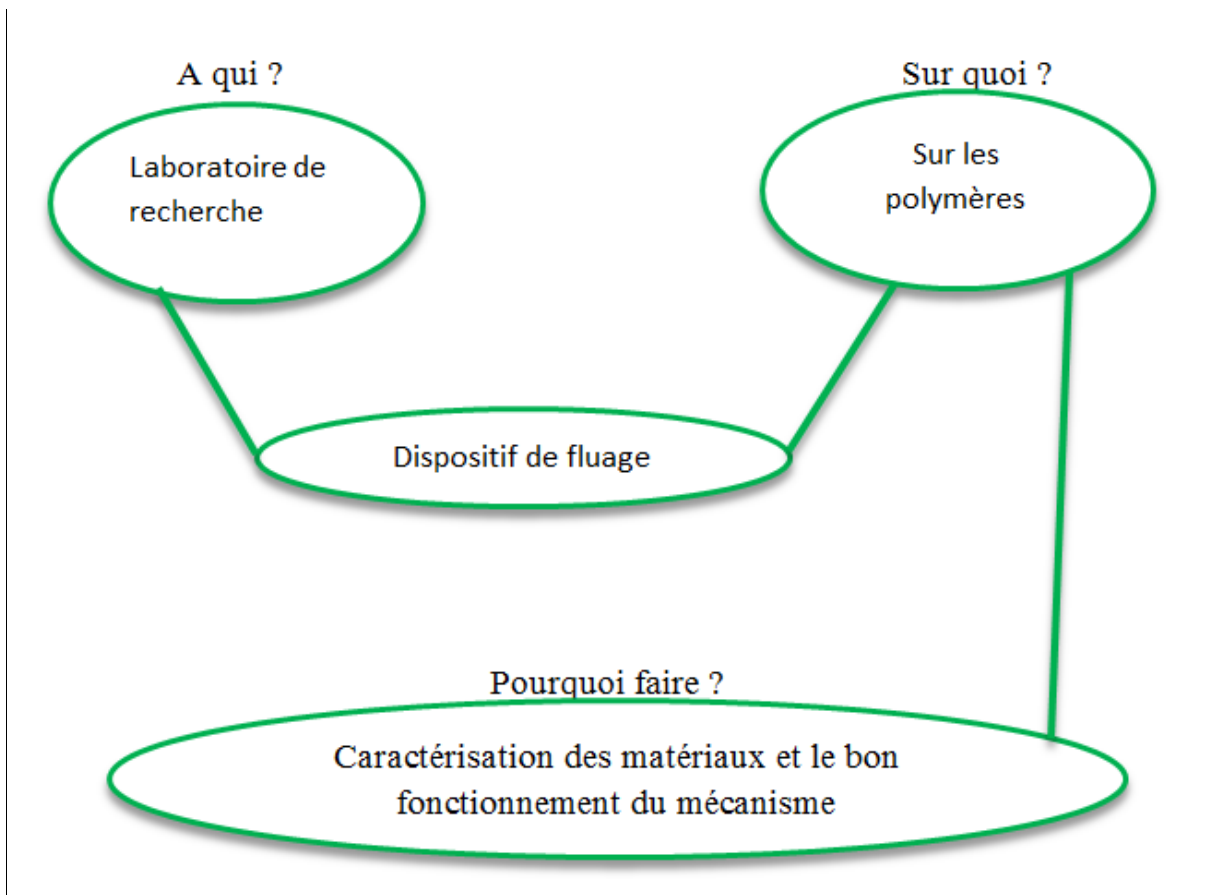 A qui ?
Sur quoi ?
Laboratoire de
recherche
Sur les
polymères
Dispositif de fluage
Pourquoi faire ?
Caractérisation des matériaux et le bon
fonctionnement du mécanisme